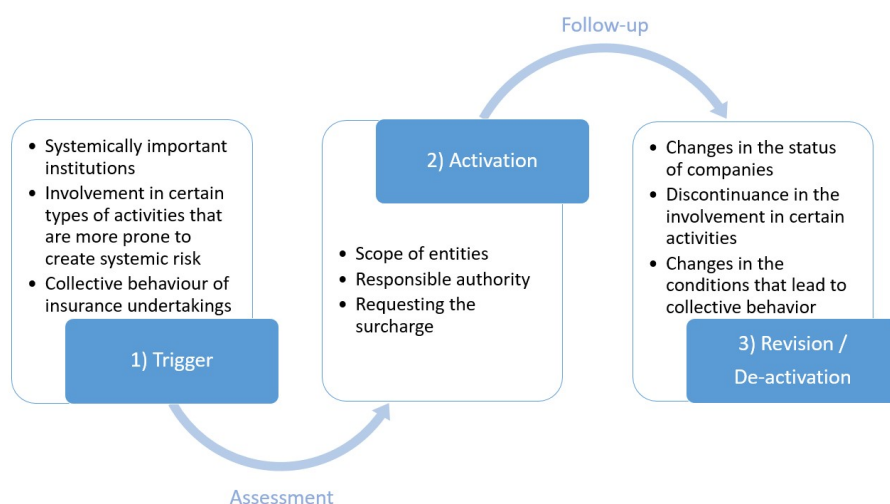 Follow-up
• Systemically important
institutions
• Involvement in certain
types of activities that
are more prone to
create systemic risk
• Collective behaviour of
insurance undertakings
1) Trigger
Assessment
2) Activation
• Scope of entities
• Responsible authority
• Requesting the
surcharge
• Changes in the status
of companies
• Discontinuance in the
involvement in certain
activities
• Changes in the
conditions that lead to
collective behavior
3) Revision /
De-activation